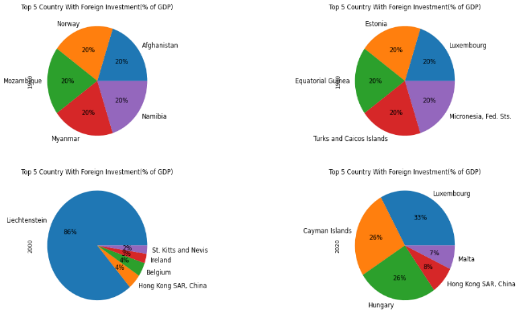 Top 5 Country With Foreign Investment(% of GDP)
Norway
Afghanistan
20%
20%
Mozambique
20%
20%
20%
Myanmar
Namibia
Top 5 Country With Foreign Investment(% of GDP)
Estonia
Luxembourg
20%
20%
Equatorial Guinea
20%
20%
20%
Turks and Caicos Islands
Micronesia, Fed. Sts.
Top 5 Country With Foreign Investment(% of GDP)
Liechtenstein
86%
2000
St. Kitts and Nevis
Ireland
4%
Belgium
4%
Hong Kong SAR, China
Top 5 Country With Foreign Investment(% of GDP)
Luxembourg
33%
Cayman Islands
26%
2020
7%
Malta
8%
26%
Hong Kong SAR, China
Hungary